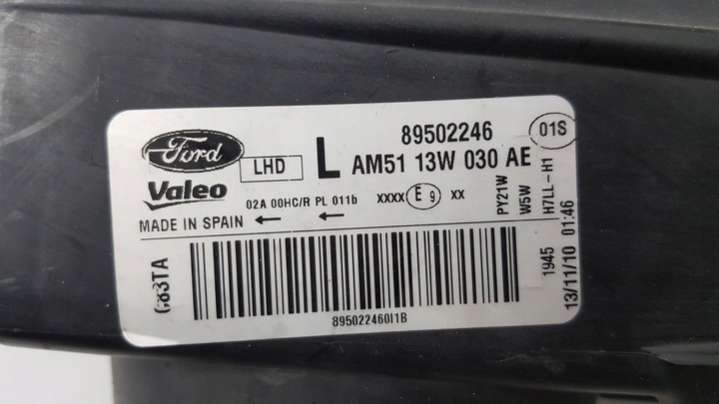 Ford
LHD
L
89502246
01S
AM51 13W 030 AE
Valeo
02A 00HC/R PL 011b
xxxx E9 xx
MADE IN SPAIN ← ←
PY21W
W5W
H7LL-H1
1945
13/11/10 01:46
895022460I1B